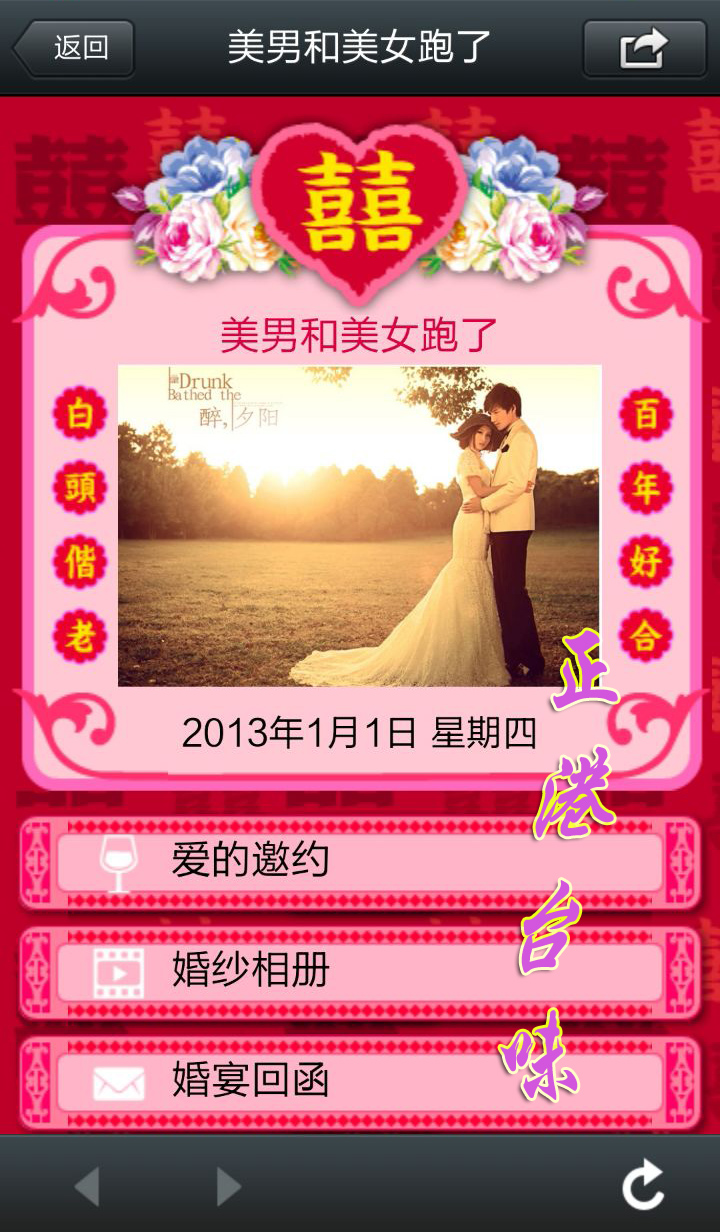 返回
美男和美女跑了
囍
美男和美女跑了
Drunk
Bathed the
醉,夕阳
白頭偕老
百年好合
2013年1月1日 星期四
爱的邀约
婚纱相册
婚宴回函
正港台味